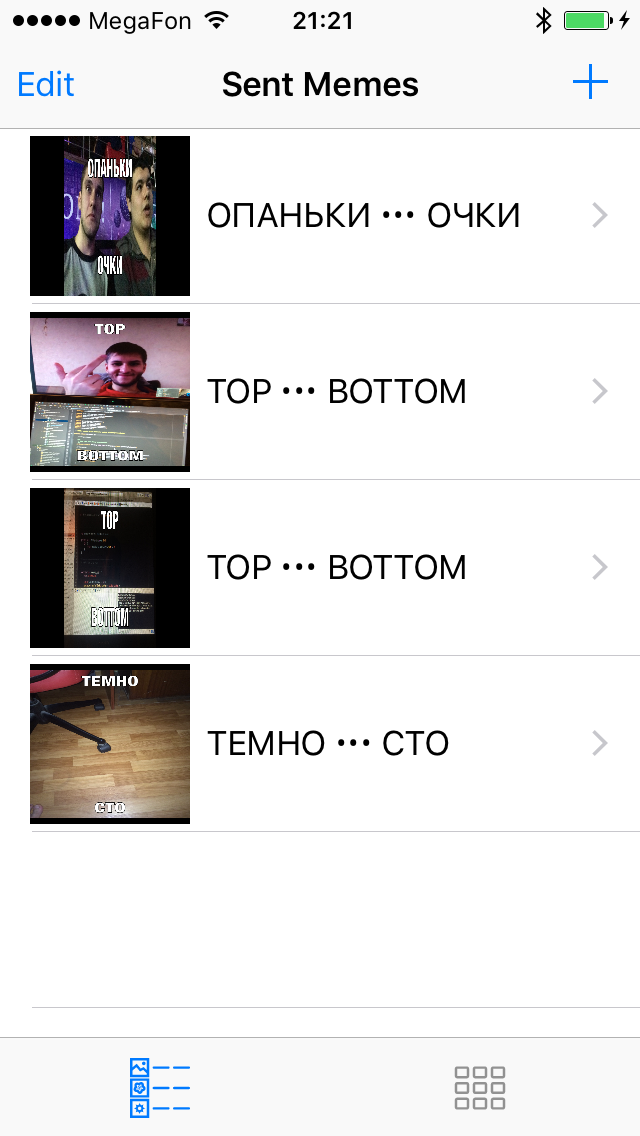 MegaFon 21:21
Edit Sent Memes
ОПАНЬКИ
ОЧКИ
ОПАНЬКИ ••• ОЧКИ
TOP
BOTTOM
TOP ••• BOTTOM
TOP
BOTTOM
TOP ••• BOTTOM
ТЕМНО
СТО
ТЕМНО ••• СТО